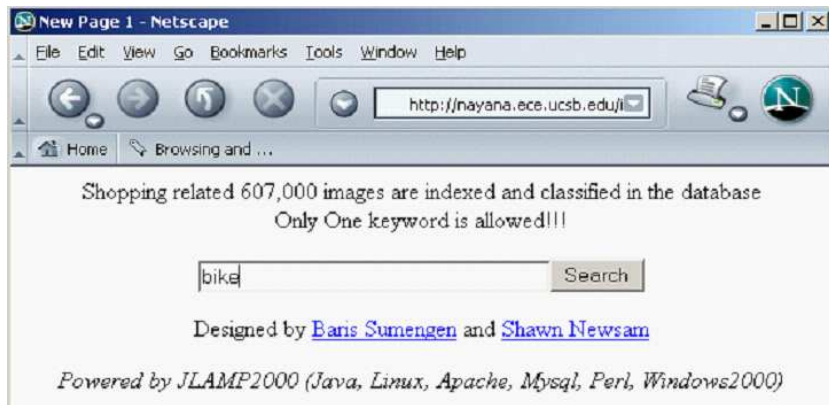 New Page 1 - Netscape
File Edit View Go Bookmarks Tools Window Help
http://nayana.ece.ucsb.edu/i
N
Home Browsing and ...
Shopping related 607,000 images are indexed and classified in the database
Only One keyword is allowed!!!
bike Search
Designed by Baris Sumengen and Shawn Newsam
Powered by JLAMP2000 (Java, Linux, Apache, Mysql, Perl, Windows2000)